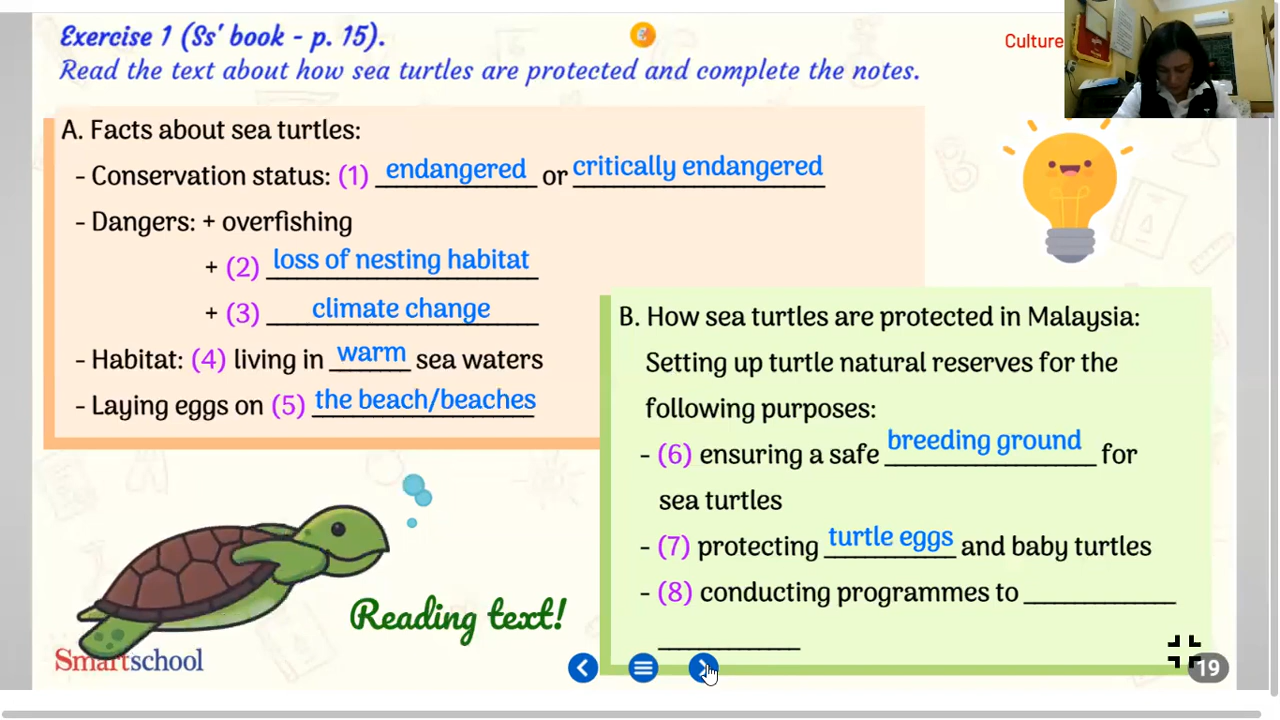 Exercise 1 (Ss' book - p. 15).
Culture
Read the text about how sea turtles are protected and complete the notes.
A. Facts about sea turtles:
- Conservation status: (1) endangered or critically endangered
- Dangers: + overfishing
+ (2) loss of nesting habitat
+ (3) climate change
- Habitat: (4) living in warm sea waters
- Laying eggs on (5) the beach/beaches
B. How sea turtles are protected in Malaysia:
Setting up turtle natural reserves for the
following purposes:
- (6) ensuring a safe breeding ground for
sea turtles
- (7) protecting turtle eggs and baby turtles
- (8) conducting programmes to ____________
____________
Reading text!
Smartschool
19